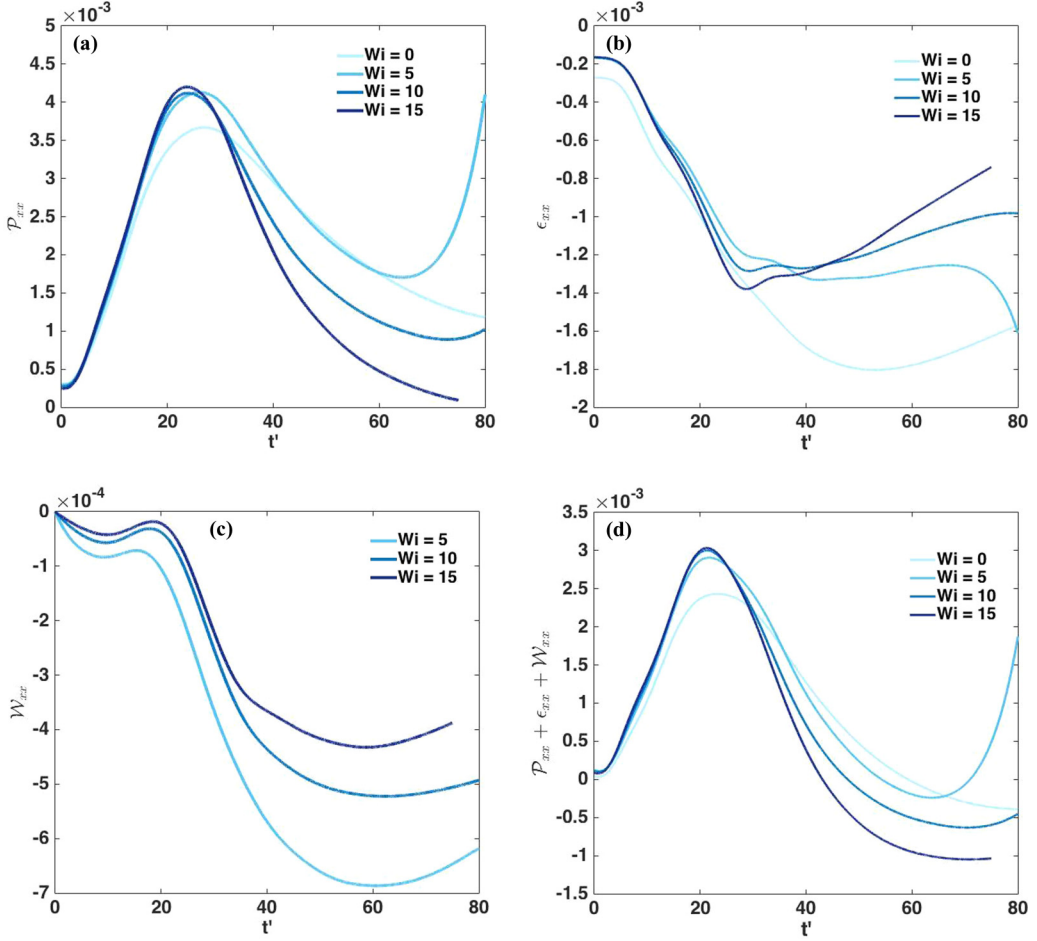 ×10⁻³
(a)
Wi = 0
Wi = 5
Wi = 10
Wi = 15
5
4.5
4
3.5
3
2.5
2
1.5
1
0.5
0
𝒫xx
0 20 40 60 80
t'
×10⁻³
(b)
Wi = 0
Wi = 5
Wi = 10
Wi = 15
0
-0.2
-0.4
-0.6
-0.8
-1
-1.2
-1.4
-1.6
-1.8
-2
ϵxx
0 20 40 60 80
t'
×10⁻⁴
(c)
Wi = 5
Wi = 10
Wi = 15
0
-1
-2
-3
-4
-5
-6
-7
𝒲xx
0 20 40 60 80
t'
×10⁻³
(d)
Wi = 0
Wi = 5
Wi = 10
Wi = 15
3.5
3
2.5
2
1.5
1
0.5
0
-0.5
-1
-1.5
𝒫xx + ϵxx + 𝒲xx
0 20 40 60 80
t'